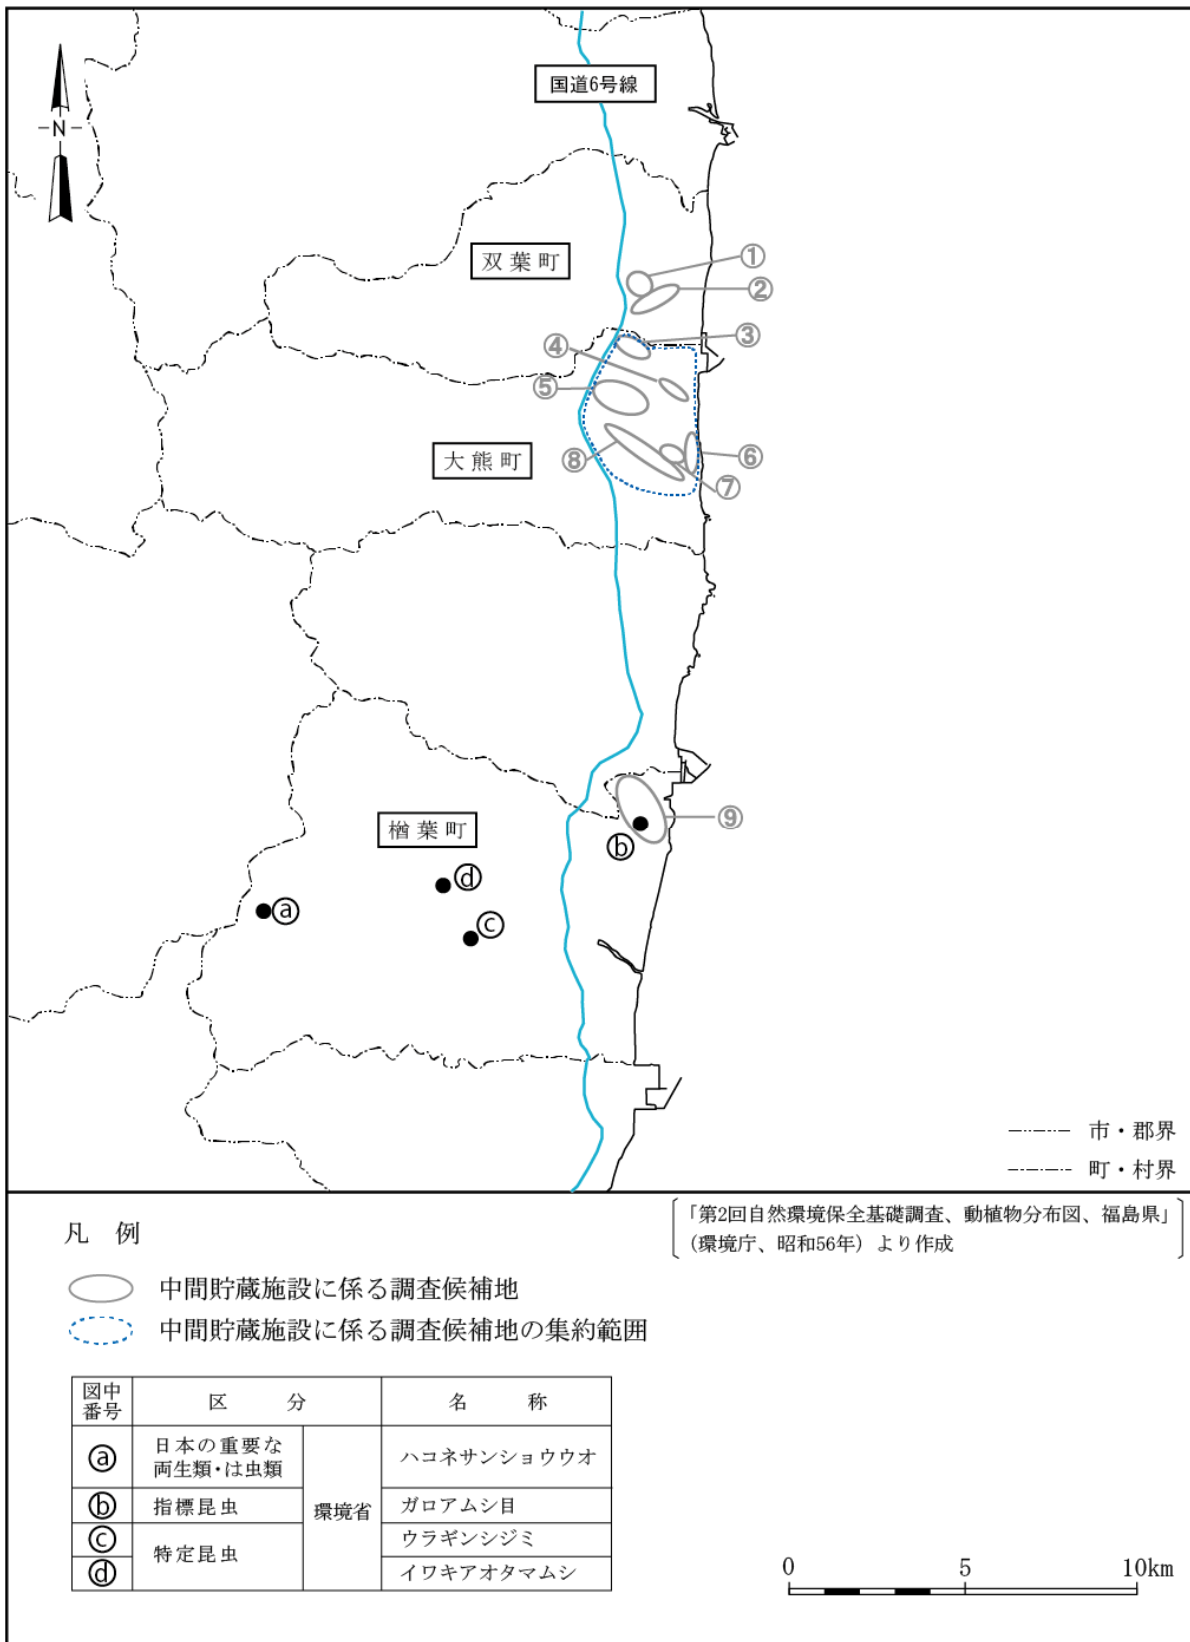 N
国道6号線
双葉町
①
②
③
④
⑤
大熊町
⑥
⑧
⑦
楢葉町
⑨
ⓑ
ⓓ
ⓐ
ⓒ
市・郡界
町・村界
「第2回自然環境保全基礎調査、動植物分布図、福島県」
(環境庁、昭和56年) より作成
凡 例
中間貯蔵施設に係る調査候補地
中間貯蔵施設に係る調査候補地の集約範囲
図中
番号
区 分
名 称
ⓐ
日本の重要な
両生類・は虫類
環境省
ハコネサンショウウオ
ⓑ
指標昆虫
ガロアムシ目
ⓒ
特定昆虫
ウラギンシジミ
ⓓ
イワキアオタマムシ
0 5 10km